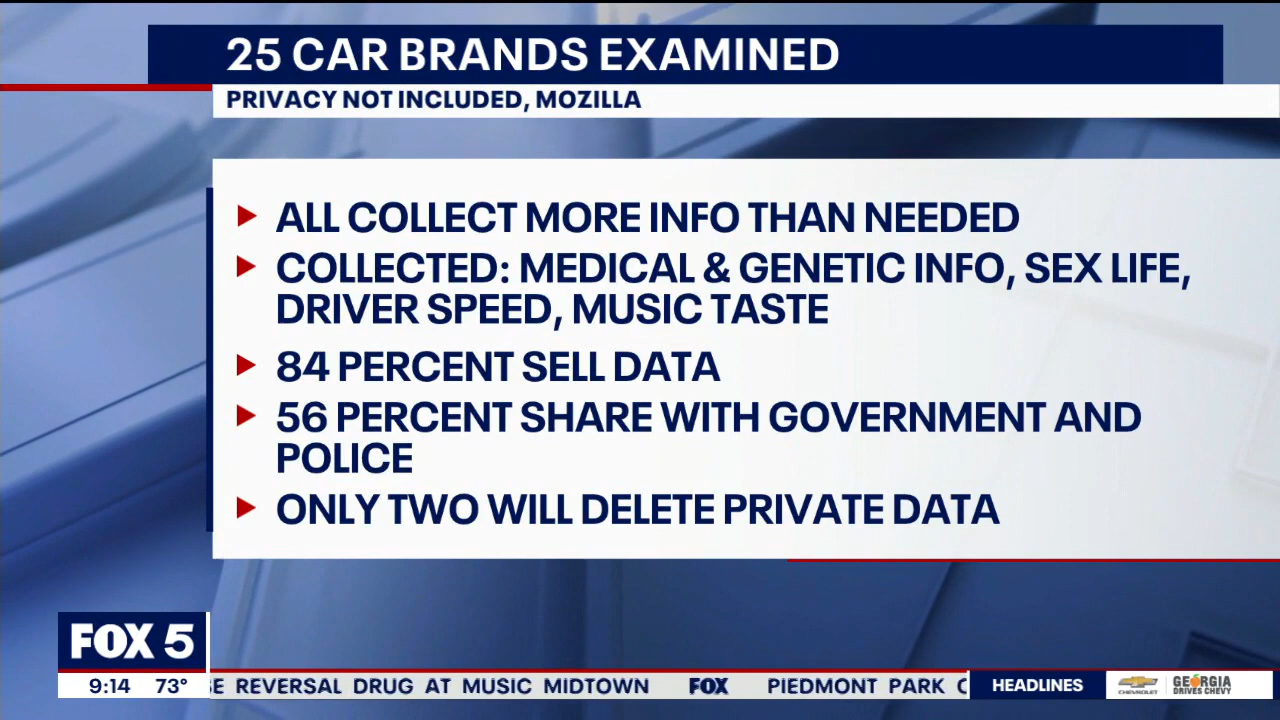 25 CAR BRANDS EXAMINED
PRIVACY NOT INCLUDED, MOZILLA
ALL COLLECT MORE INFO THAN NEEDED
COLLECTED: MEDICAL & GENETIC INFO, SEX LIFE,
DRIVER SPEED, MUSIC TASTE
84 PERCENT SELL DATA
56 PERCENT SHARE WITH GOVERNMENT AND
POLICE
ONLY TWO WILL DELETE PRIVATE DATA
FOX 5
9:14 73° SE REVERSAL DRUG AT MUSIC MIDTOWN FOX PIEDMONT PARK HEADLINES
CHEVROLET
GEORGIA
DRIVES CHEVY